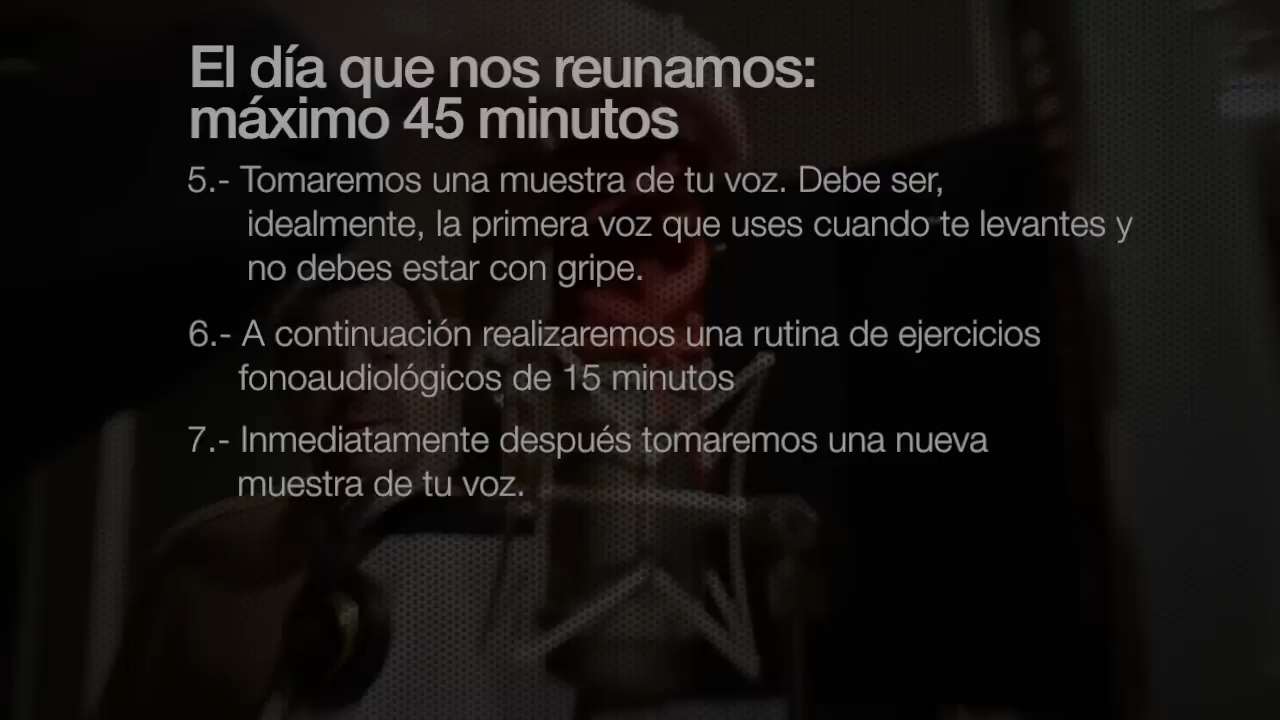 El día que nos reunamos:
máximo 45 minutos
5.- Tomaremos una muestra de tu voz. Debe ser,
idealmente, la primera voz que uses cuando te levantes y
no debes estar con gripe.
6.- A continuación realizaremos una rutina de ejercicios
fonoaudiológicos de 15 minutos
7.- Inmediatamente después tomaremos una nueva
muestra de tu voz.